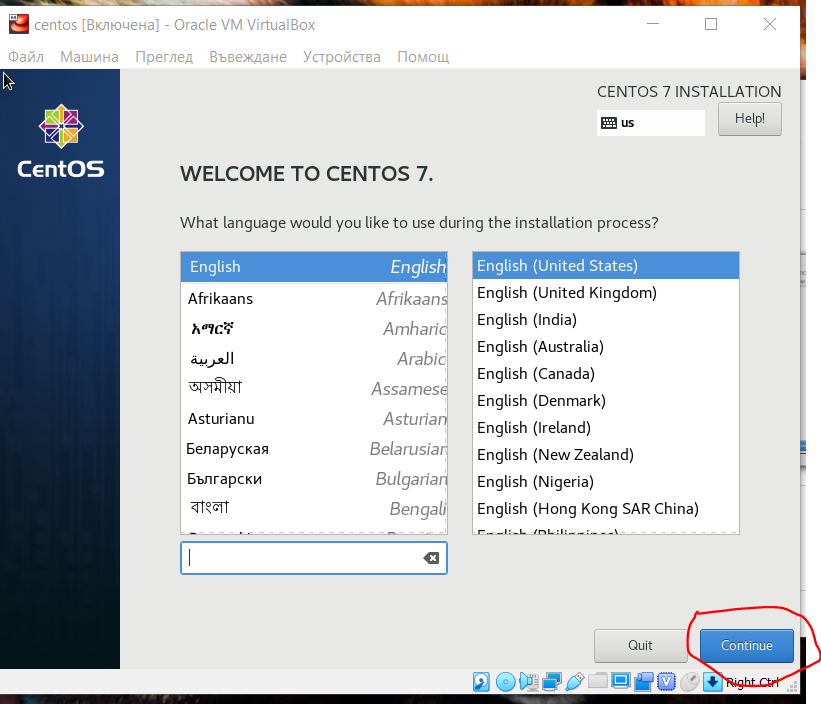 centos [Включена] - Oracle VM VirtualBox
Файл Машина Преглед Въвеждане Устройства Помощ
CentOS
CENTOS 7 INSTALLATION
us
Help!
WELCOME TO CENTOS 7.
What language would you like to use during the installation process?
English English
Afrikaans Afrikaans
አማርኛ Amharic
العربية Arabic
অসমীয়া Assamese
Asturianu Asturian
Беларуская Belarusian
Български Bulgarian
বাংলা Bengali
English (United States)
English (United Kingdom)
English (India)
English (Australia)
English (Canada)
English (Denmark)
English (Ireland)
English (New Zealand)
English (Nigeria)
English (Hong Kong SAR China)
English (Philippines)
Quit
Continue
V
Right Ctrl